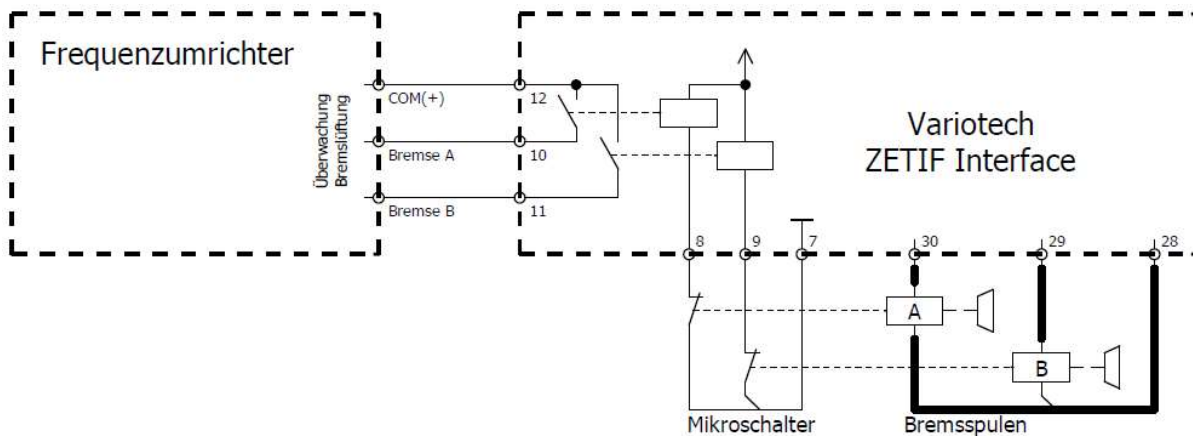 Frequenzumrichter
Überwachung
Bremslüftung
COM(+)
Bremse A
Bremse B
12
10
11
Variotech
ZETIF Interface
8
9
7
30
29
28
A
B
Mikroschalter
Bremsspulen